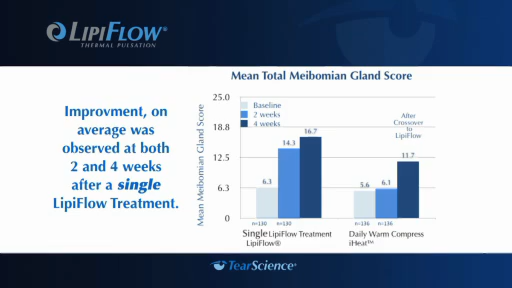 LIPIFLOW®
THERMAL PULSATION
Improvment, on
average was
observed at both
2 and 4 weeks
after a single
LipiFlow Treatment.
Mean Total Meibomian Gland Score
Mean Meibomian Gland Score
25.0
18.8
12.5
6.3
0
Baseline
2 weeks
4 weeks
6.3
14.3
16.7
After
Crossover
to
LipiFlow
5.6
6.1
11.7
n=130 n=130
n=136 n=136
Single LipiFlow Treatment
LipiFlow®
Daily Warm Compress
iHeat™
TearScience®